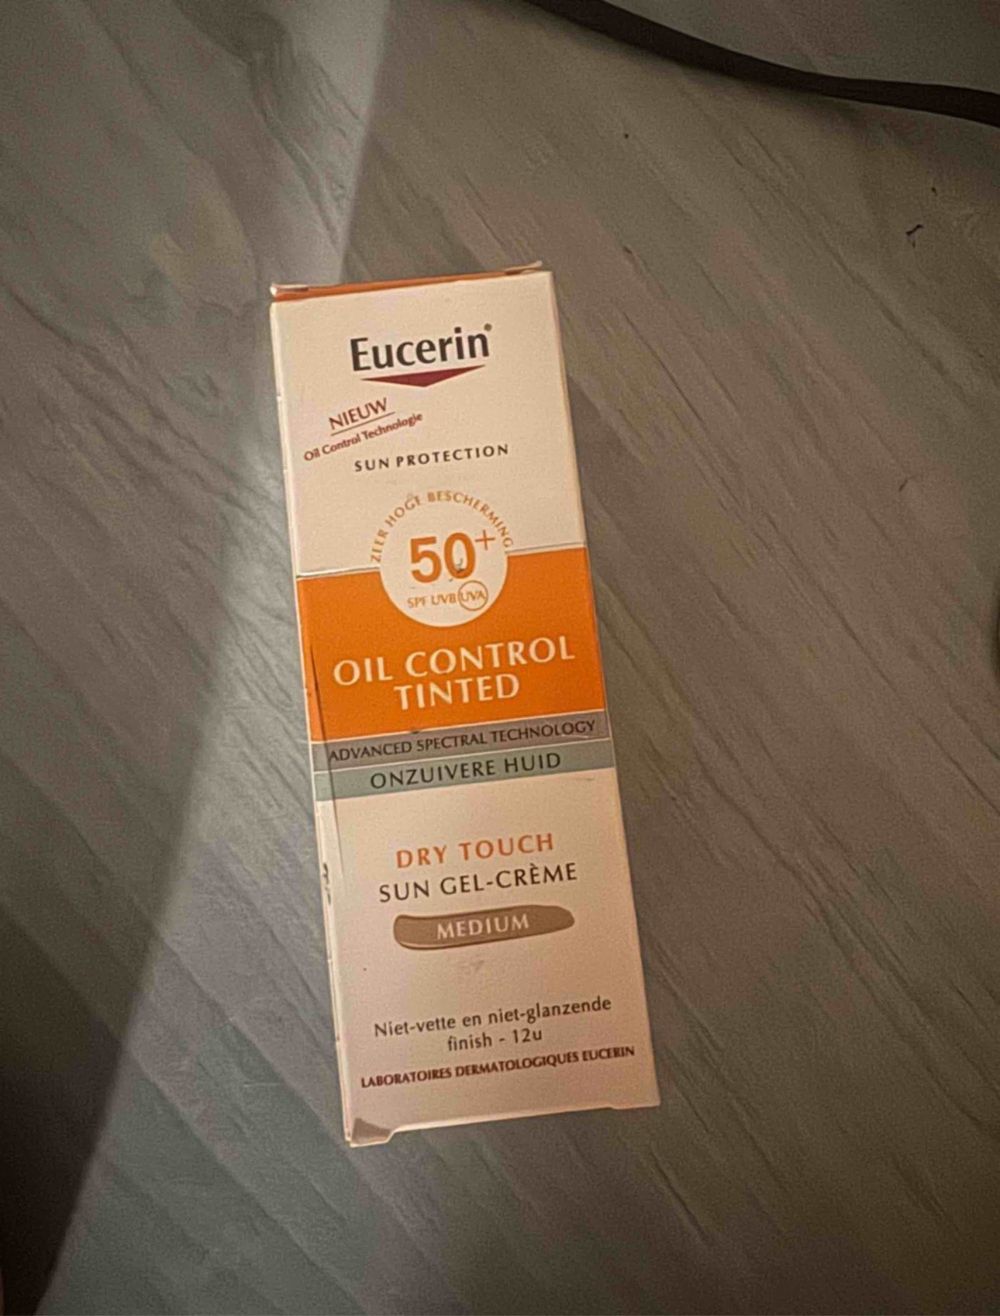 Eucerin®
NIEUW
Oil Control Technologie
SUN PROTECTION
ZEER HOGE BESCHERMING
50+
SPF UVB UVA
OIL CONTROL
TINTED
ADVANCED SPECTRAL TECHNOLOGY
ONZUIVERE HUID
DRY TOUCH
SUN GEL-CRÈME
MEDIUM
Niet-vette en niet-glanzende
finish - 12u
LABORATOIRES DERMATOLOGIQUES EUCERIN